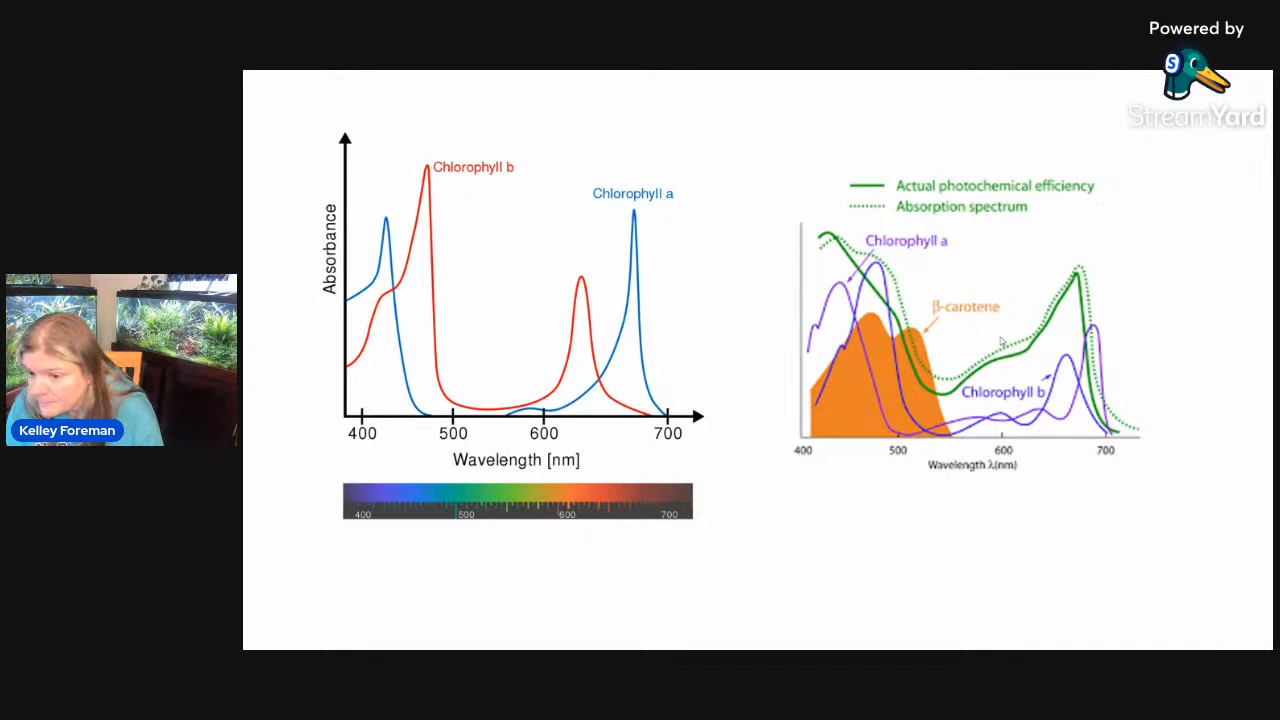 Powered by
StreamYard
Chlorophyll b
Chlorophyll a
Absorbance
400 500 600 700
Wavelength [nm]
400 500 600 700
Actual photochemical efficiency
Absorption spectrum
Chlorophyll a
β-carotene
Chlorophyll b
400 500 600 700
Wavelength λ(nm)
Kelley Foreman